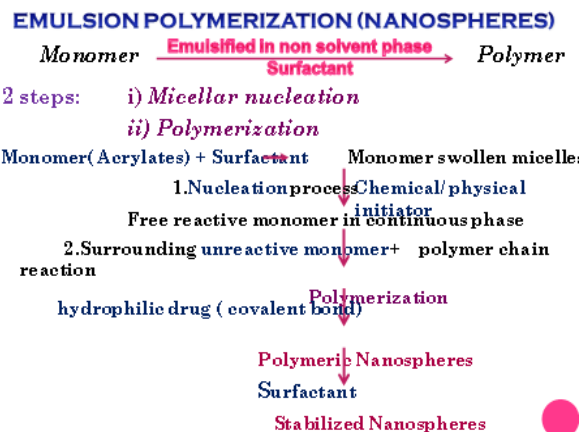 EMULSION POLYMERIZATION (NANOSPHERES)
Monomer Emulsified in non solvent phase Polymer
Surfactant
2 steps: i) Micellar nucleation
ii) Polymerization
Monomer( Acrylates) + Surfactant Monomer swollen micelles
1.Nucleation process Chemical/ physical
initiator
Free reactive monomer in continuous phase
2.Surrounding unreactive monomer+ polymer chain
reaction
Polymerization
hydrophilic drug ( covalent bond)
Polymeric Nanospheres
Surfactant
Stabilized Nanospheres